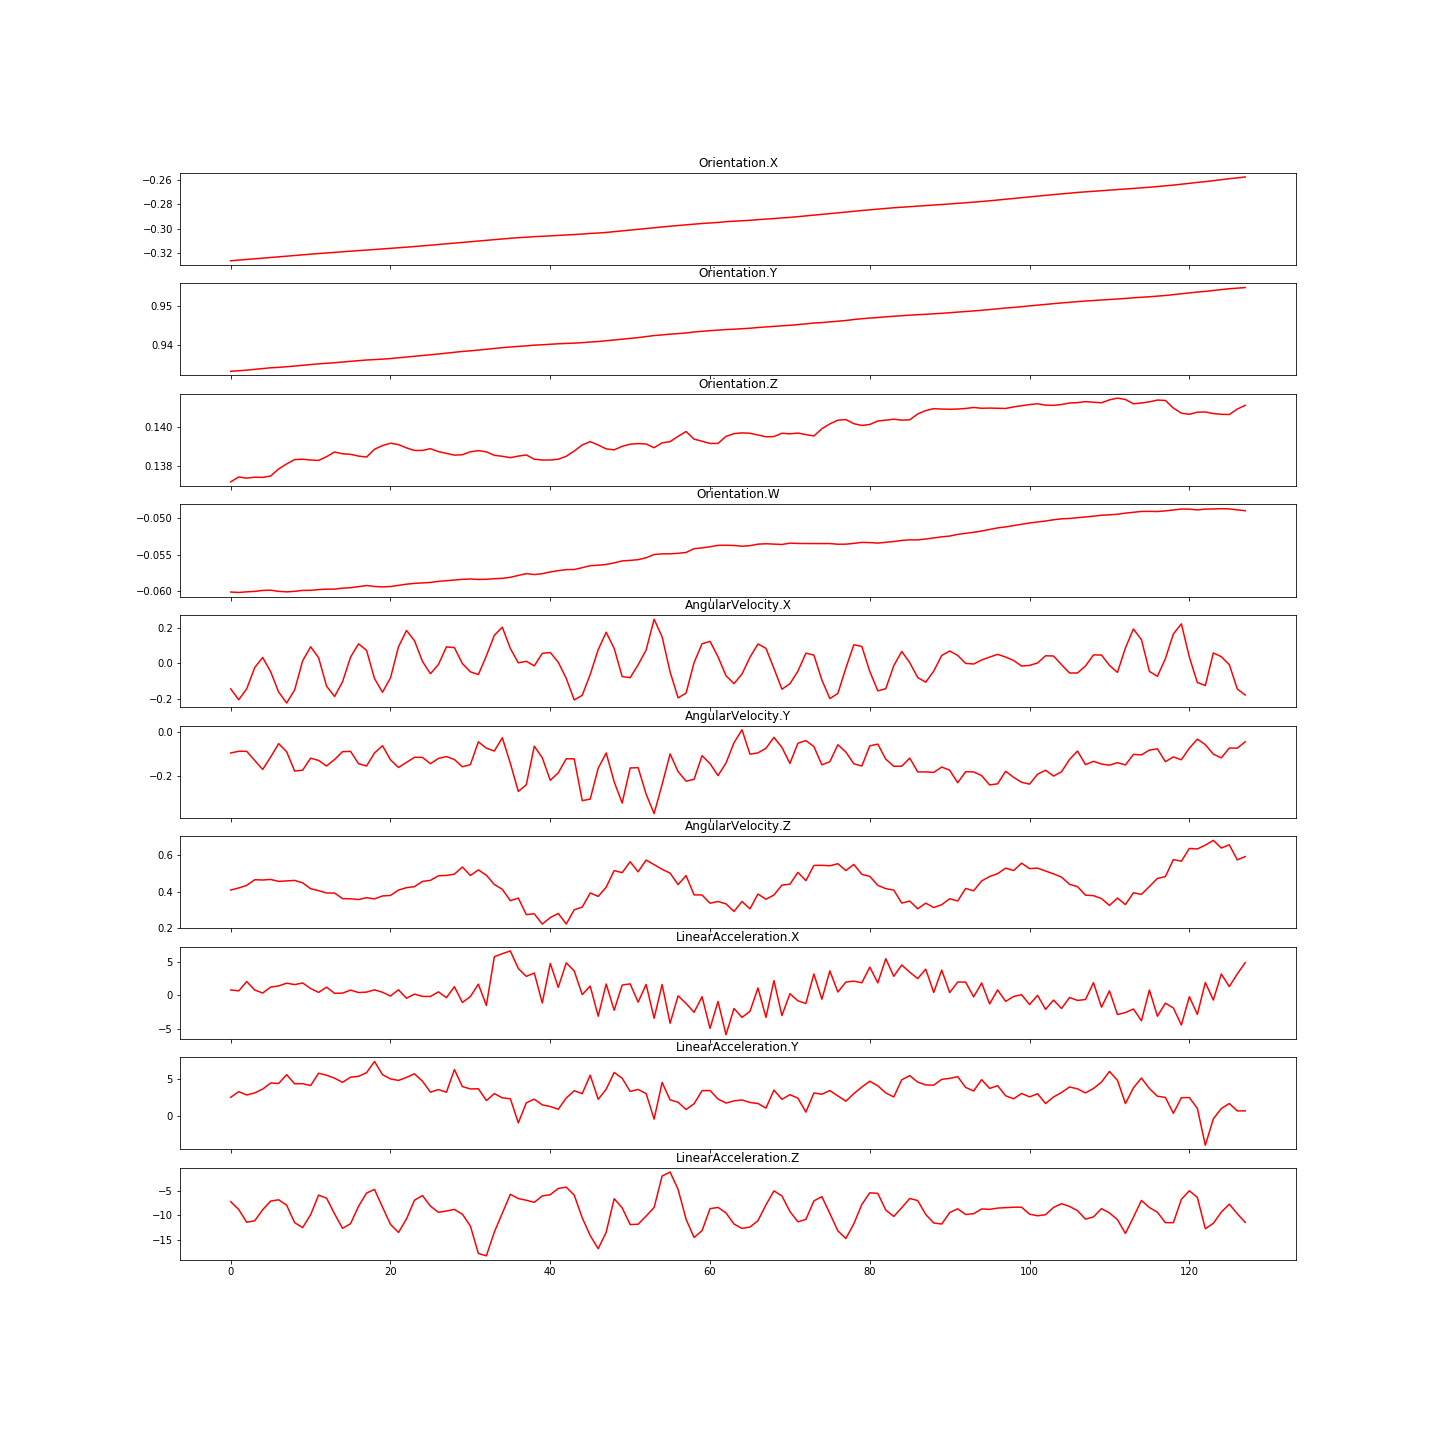 Orientation.X
−0.26
−0.28
−0.30
−0.32
Orientation.Y
0.95
0.94
Orientation.Z
0.140
0.138
Orientation.W
−0.050
−0.055
−0.060
AngularVelocity.X
0.2
0.0
−0.2
AngularVelocity.Y
0.0
−0.2
AngularVelocity.Z
0.6
0.4
0.2
LinearAcceleration.X
5
0
−5
LinearAcceleration.Y
5
0
LinearAcceleration.Z
−5
−10
−15
0 20 40 60 80 100 120